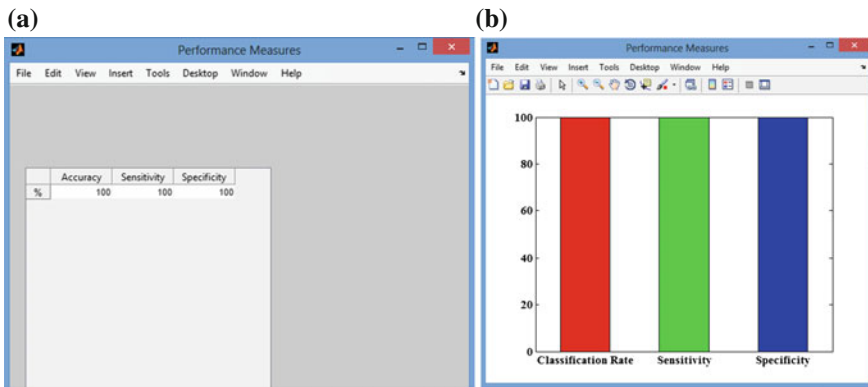 (a)
Performance Measures
File Edit View Insert Tools Desktop Window Help
Accuracy Sensitivity Specificity
% 100 100 100
(b)
Performance Measures
File Edit View Insert Tools Desktop Window Help
100
80
60
40
20
0
Classification Rate Sensitivity Specificity